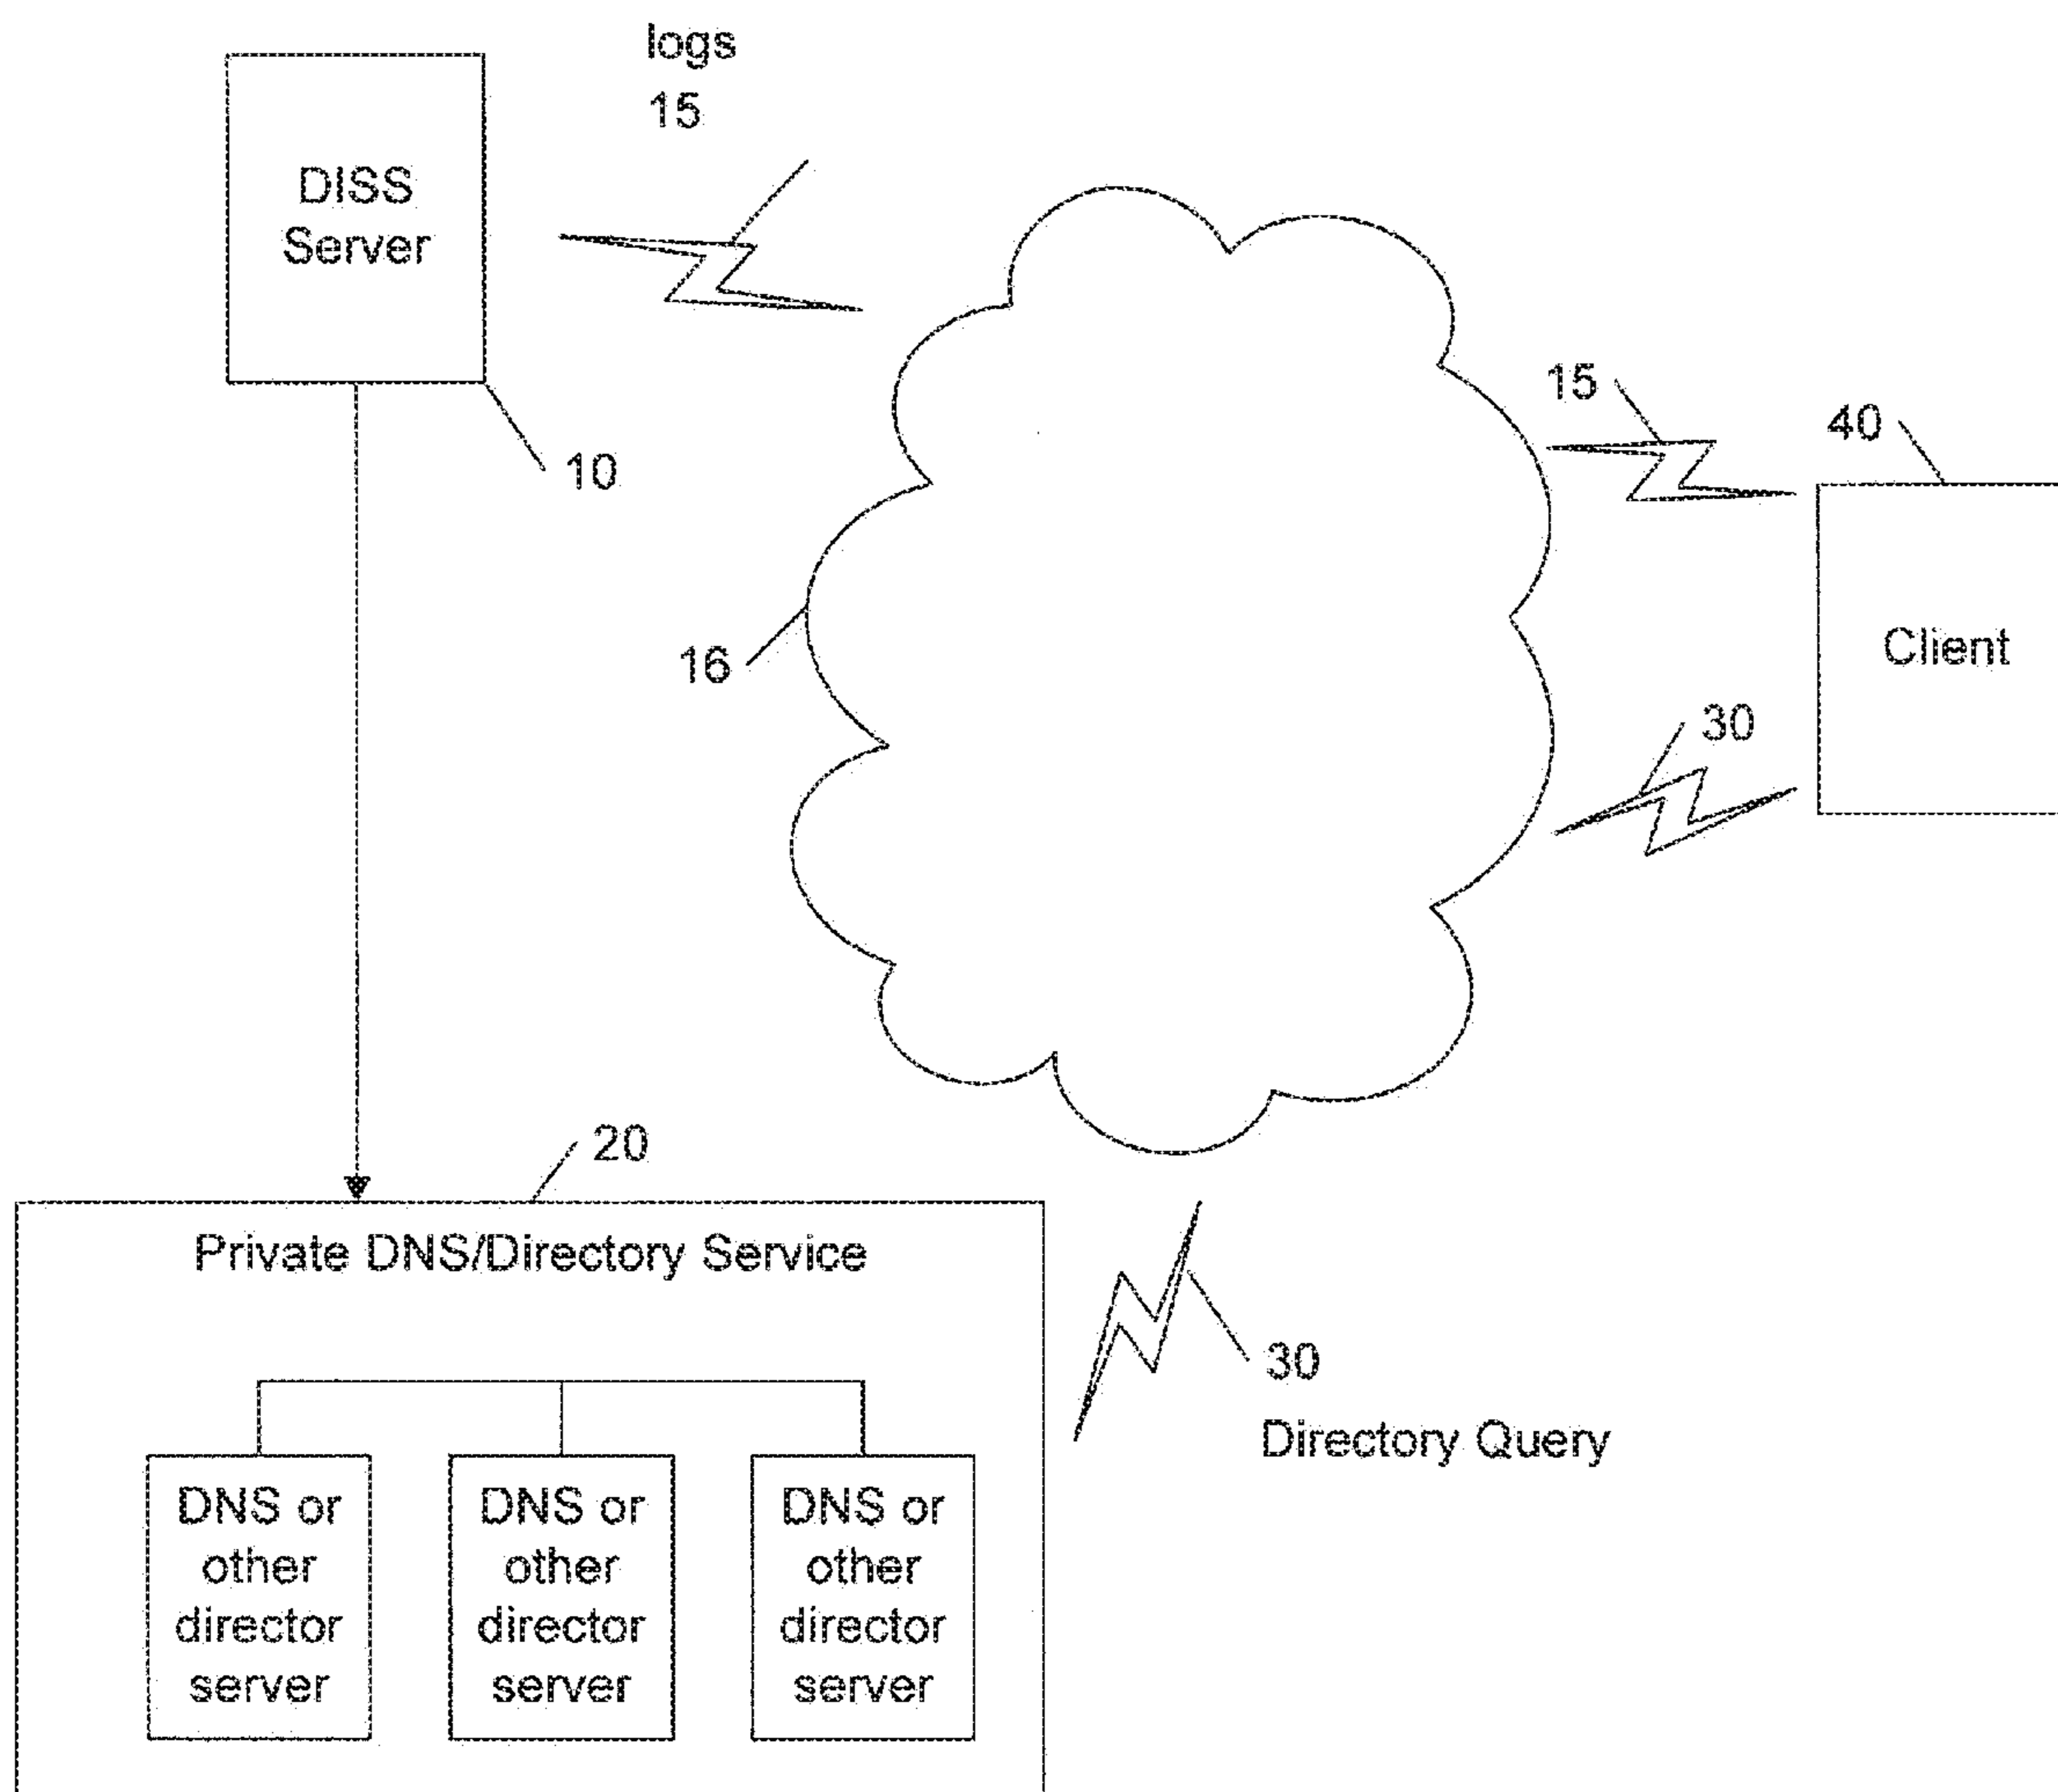 logs
15
DISS
Server
10
15
40
16
Client
30
20
Private DNS/Directory Service
30
Directory Query
DNS or
other
director
server
DNS or
other
director
server
DNS or
other
director
server